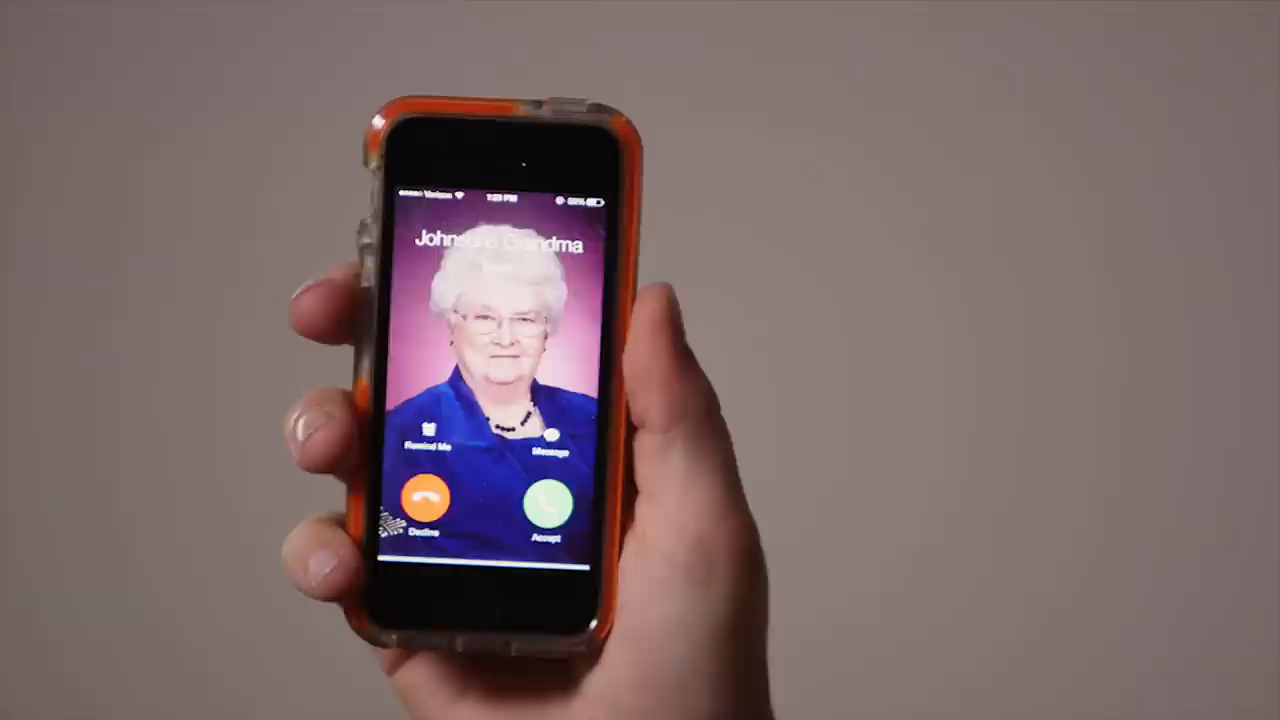 Verizon 1:23 PM
Johnson's Grandma
Remind Me Message
Decline Accept